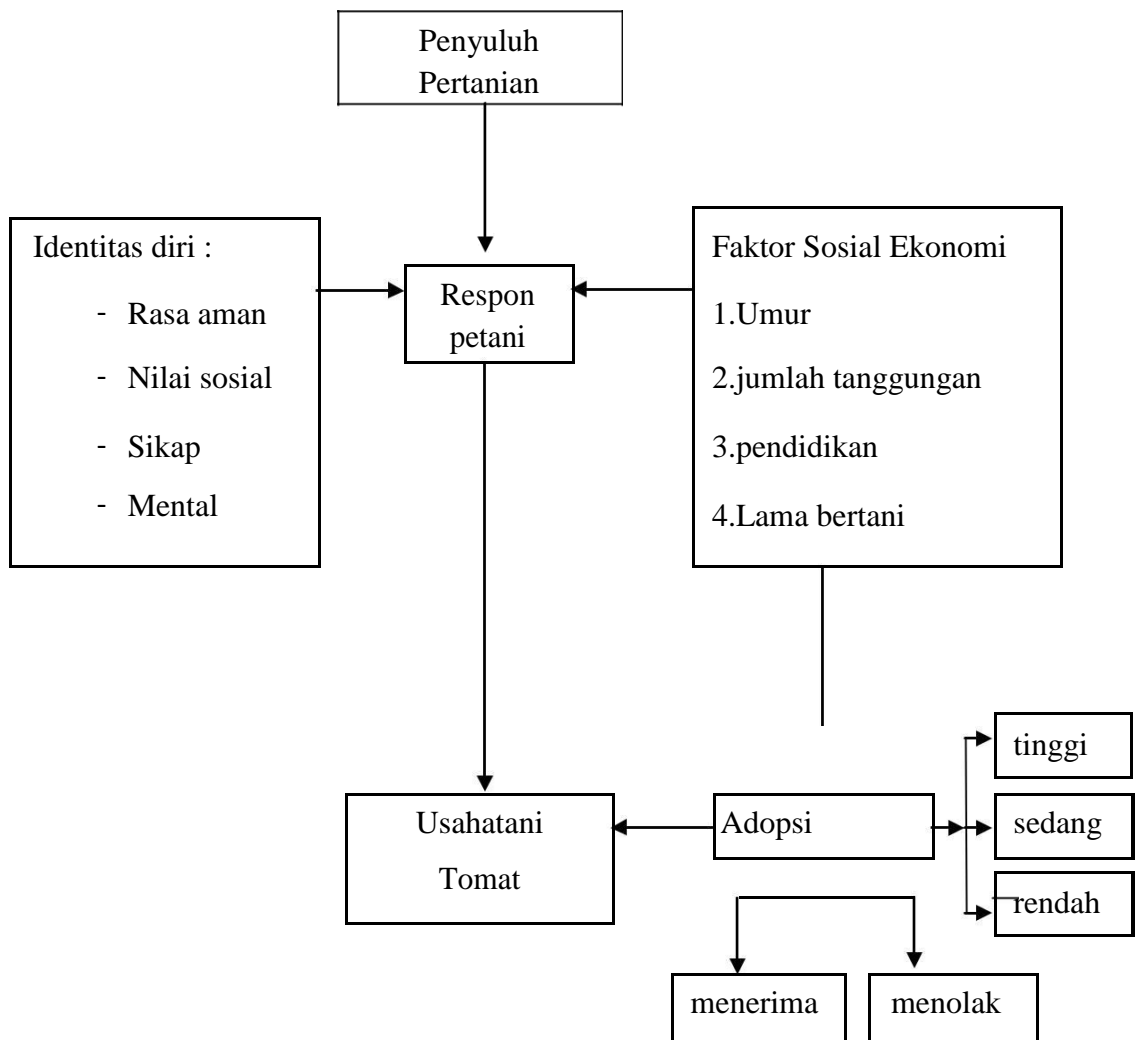 Penyuluh
Pertanian
Identitas diri :
- Rasa aman
- Nilai sosial
- Sikap
- Mental
Respon
petani
Faktor Sosial Ekonomi
1.Umur
2.jumlah tanggungan
3.pendidikan
4.Lama bertani
Usahatani
Tomat
Adopsi
tinggi
sedang
rendah
menerima
menolak